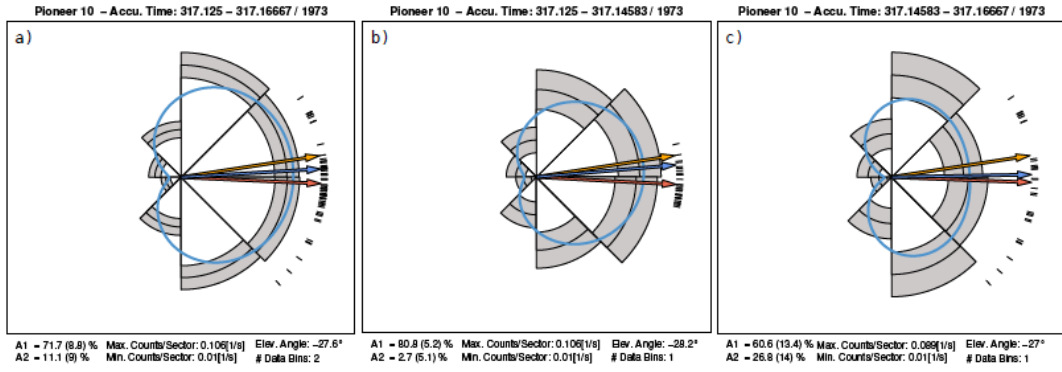 Pioneer 10 – Accu. Time: 317.125 – 317.16667 / 1973
a)
A1 = 71.7 (8.8) % Max. Counts/Sector: 0.106[1/s] Elev. Angle: –27.6°
A2 = 11.1 (9) % Min. Counts/Sector: 0.01[1/s] # Data Bins: 2
Pioneer 10 – Accu. Time: 317.125 – 317.14583 / 1973
b)
A1 = 80.8 (5.2) % Max. Counts/Sector: 0.106[1/s] Elev. Angle: –28.2°
A2 = 2.7 (5.1) % Min. Counts/Sector: 0.01[1/s] # Data Bins: 1
Pioneer 10 – Accu. Time: 317.14583 – 317.16667 / 1973
c)
A1 = 60.6 (13.4) % Max. Counts/Sector: 0.089[1/s] Elev. Angle: –27°
A2 = 26.8 (14) % Min. Counts/Sector: 0.01[1/s] # Data Bins: 1